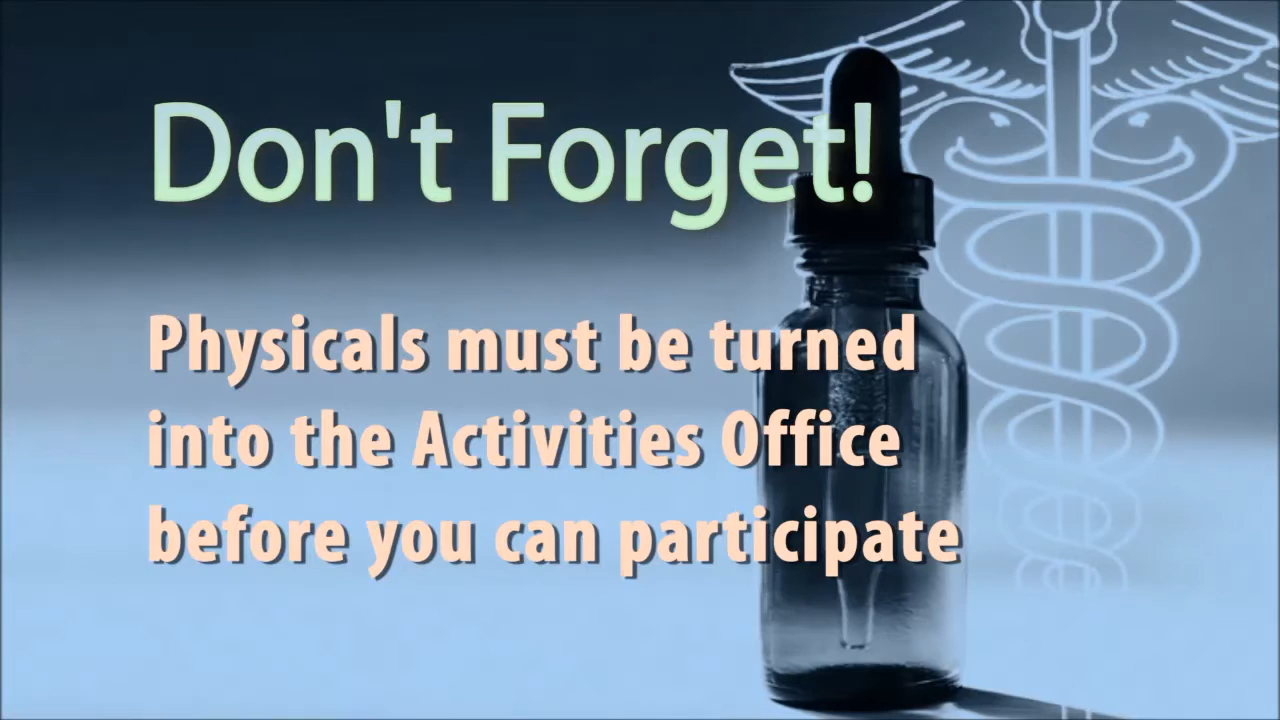 Don't Forget!
Physicals must be turned
into the Activities Office
before you can participate